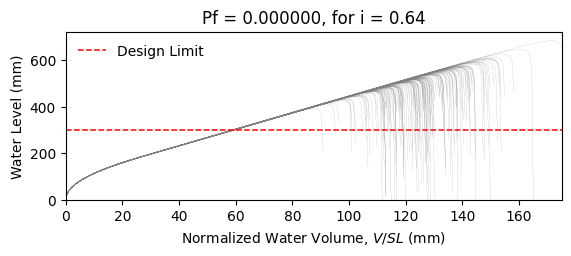 Pf = 0.000000, for i = 0.64
Design Limit
Water Level (mm)
600
400
200
0
0 20 40 60 80 100 120 140 160
Normalized Water Volume, V/SL (mm)